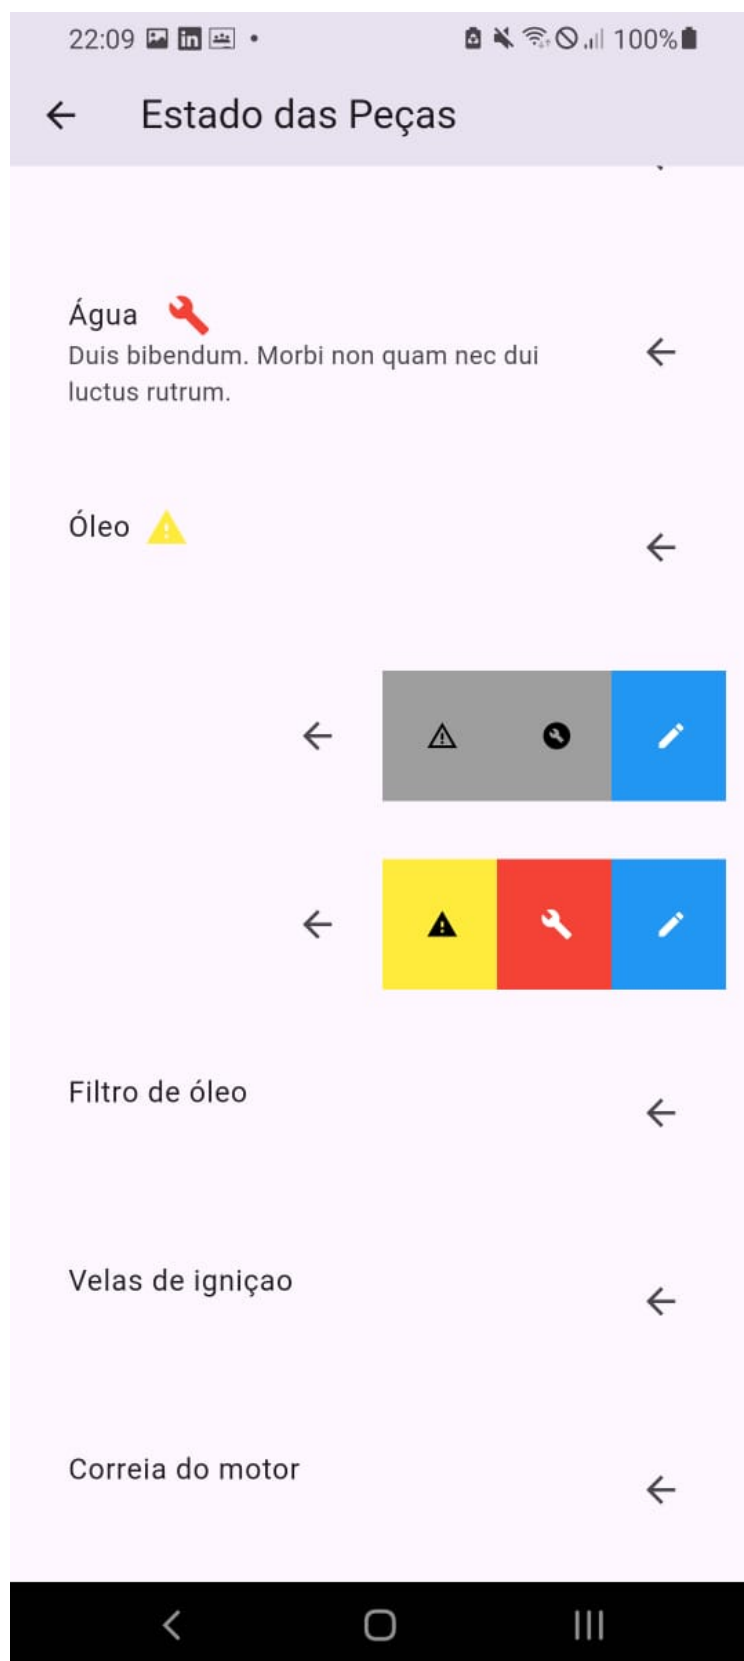 22:09 in 100%
Estado das Peças
Água
Duis bibendum. Morbi non quam nec dui
luctus rutrum.
Óleo
Filtro de óleo
Velas de igniçao
Correia do motor